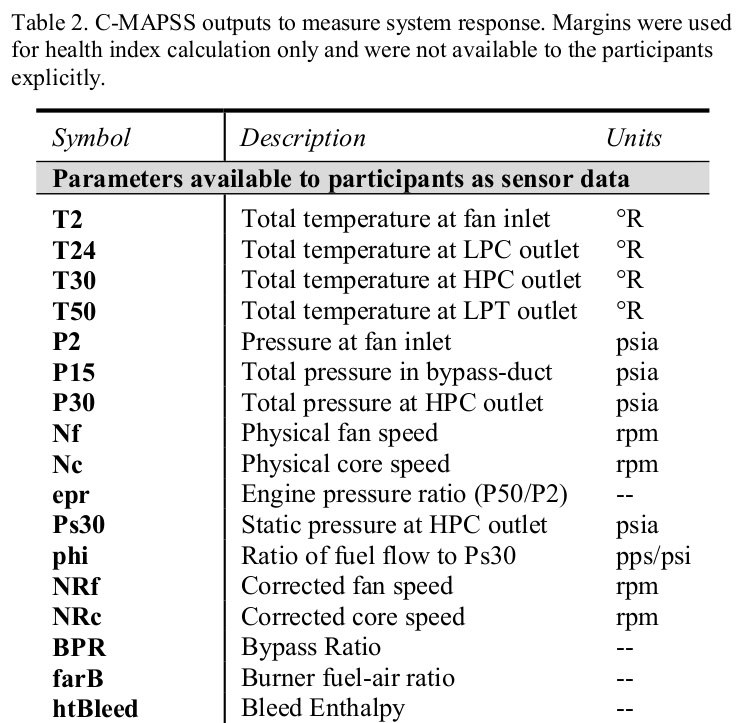 Table 2. C-MAPSS outputs to measure system response. Margins were used
for health index calculation only and were not available to the participants
explicitly.
Symbol Description Units
Parameters available to participants as sensor data
T2 Total temperature at fan inlet °R
T24 Total temperature at LPC outlet °R
T30 Total temperature at HPC outlet °R
T50 Total temperature at LPT outlet °R
P2 Pressure at fan inlet psia
P15 Total pressure in bypass-duct psia
P30 Total pressure at HPC outlet psia
Nf Physical fan speed rpm
Nc Physical core speed rpm
epr Engine pressure ratio (P50/P2) --
Ps30 Static pressure at HPC outlet psia
phi Ratio of fuel flow to Ps30 pps/psi
NRf Corrected fan speed rpm
NRc Corrected core speed rpm
BPR Bypass Ratio --
farB Burner fuel-air ratio --
htBleed Bleed Enthalpy --